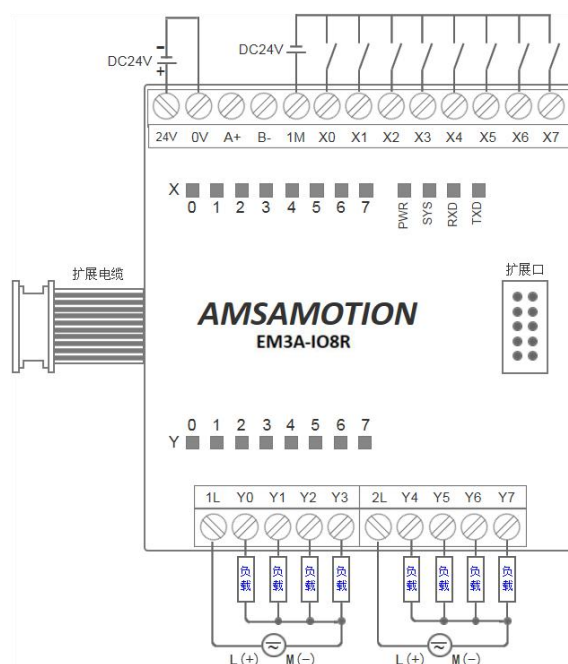 DC24V
DC24V
24V 0V A+ B- 1M X0 X1 X2 X3 X4 X5 X6 X7
X
0 1 2 3 4 5 6 7
PWR SYS RXD TXD
扩展电缆
扩展口
AMSAMOTION
EM3A-IO8R
0 1 2 3 4 5 6 7
Y
1L Y0 Y1 Y2 Y3 2L Y4 Y5 Y6 Y7
负载 负载 负载 负载 负载 负载 负载 负载
L(+) M(−) L(+) M(−)